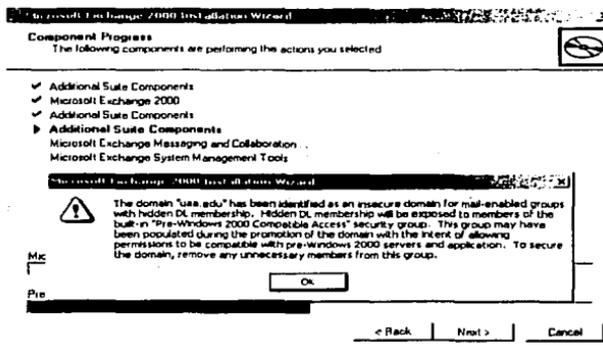 Microsoft Exchange 2000 Installation Wizard
Component Progress
The following components are performing the actions you selected
Additional Suite Components
Microsoft Exchange 2000
Additional Suite Components
Additional Suite Components
Microsoft Exchange Messaging and Collaboration
Microsoft Exchange System Management Tools
Microsoft Exchange 2000 Installation Wizard
The domain "uaa.edu" has been identified as an insecure domain for mail-enabled groups
with hidden DL membership. Hidden DL membership will be exposed to members of the
built-in "Pre-Windows 2000 Compatible Access" security group. This group may have
been populated during the promotion of the domain with the intent of allowing
permissions to be compatible with pre-Windows 2000 servers and application. To secure
the domain, remove any unnecessary members from this group.
Mic
Ok
Pre
< Back
Next >
Cancel